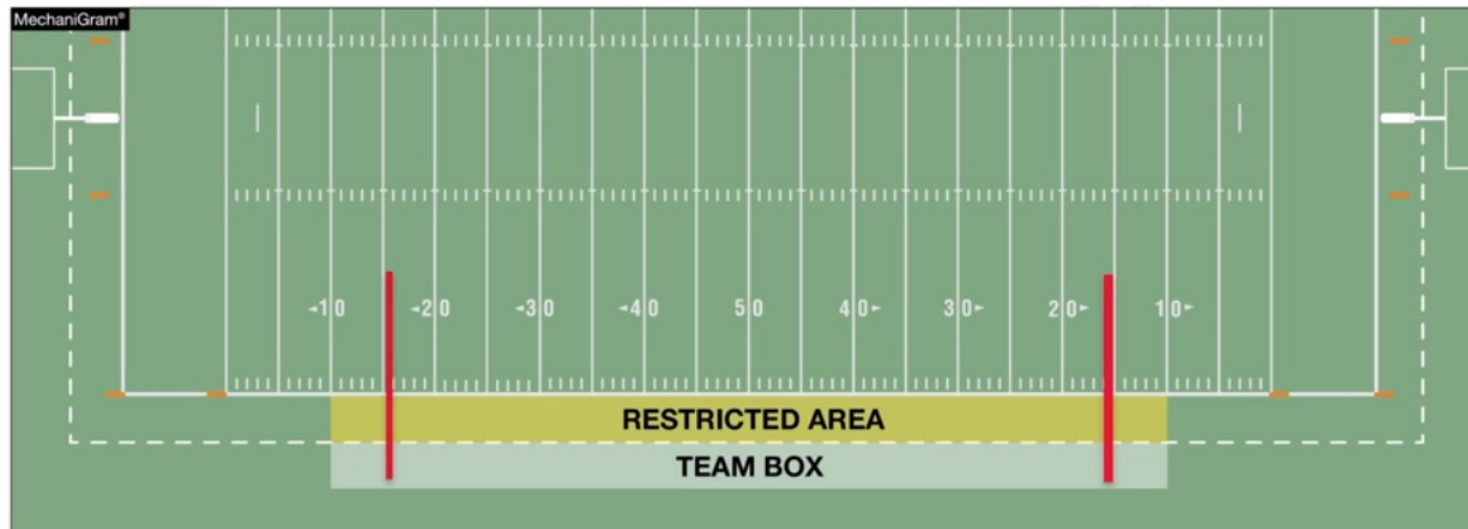 MechaniGram®
◄10 ◄20 ◄30 ◄40 50 40► 30► 20► 10►
RESTRICTED AREA
TEAM BOX